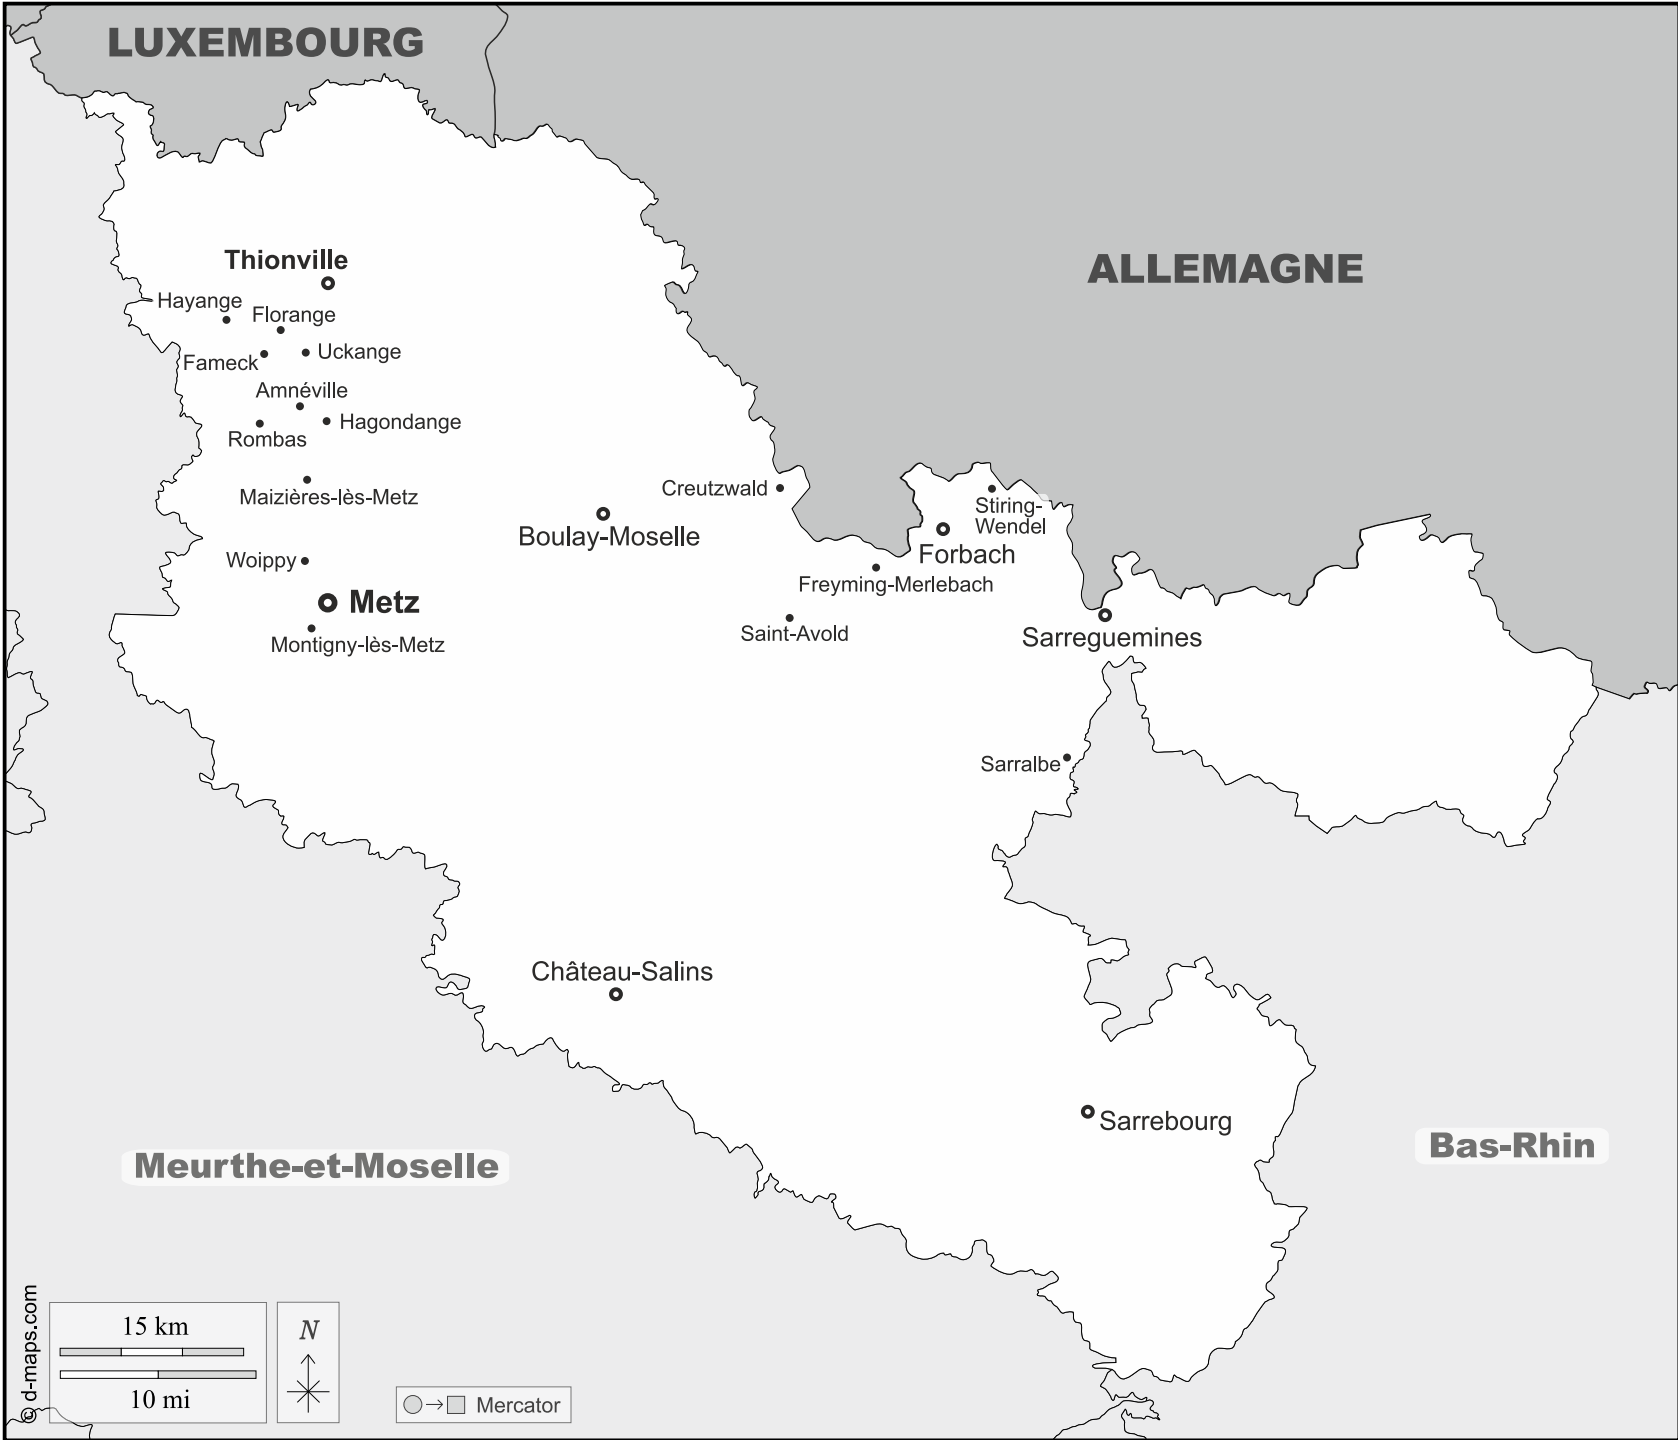 LUXEMBOURG
ALLEMAGNE
Thionville
Hayange
Florange
Uckange
Fameck
Amnéville
Hagondange
Rombas
Maizières-lès-Metz
Creutzwald
Stiring-
Wendel
Boulay-Moselle
Forbach
Woippy
Freyming-Merlebach
Metz
Saint-Avold
Sarreguemines
Montigny-lès-Metz
Sarralbe
Château-Salins
Sarrebourg
Bas-Rhin
Meurthe-et-Moselle
© d-maps.com
15 km
10 mi
N
Mercator